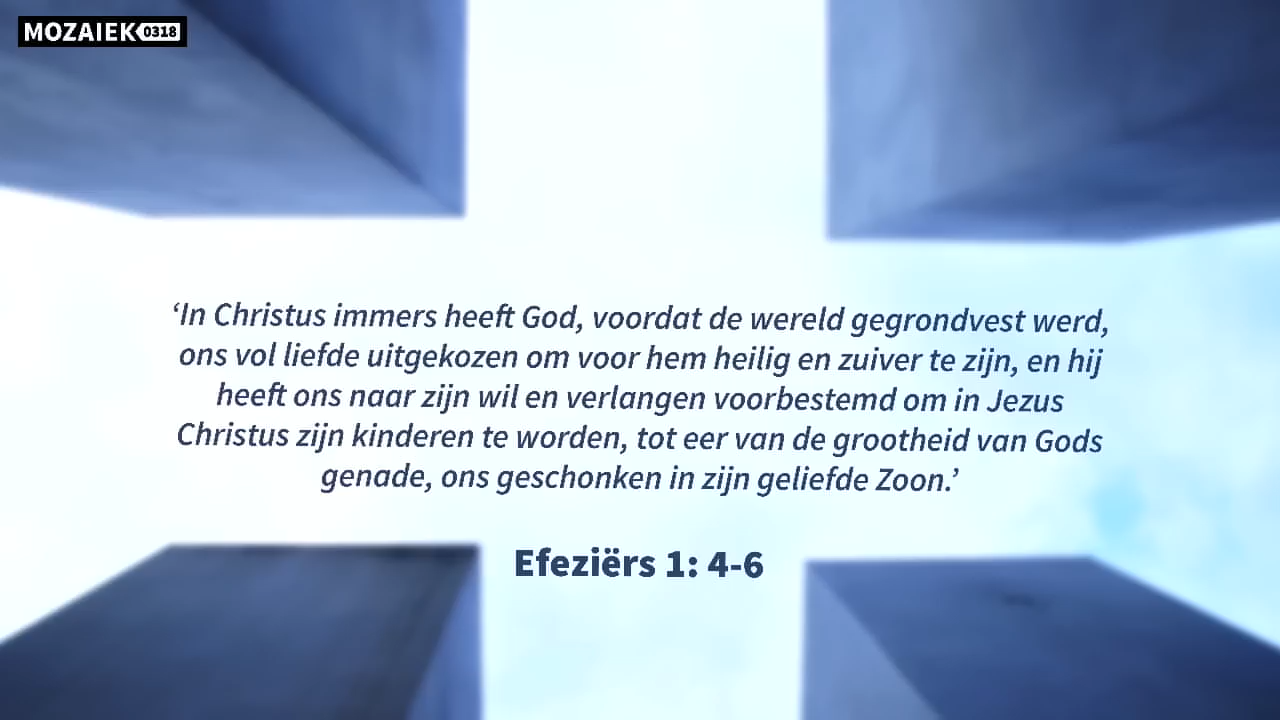 MOZAIEK 0318
‘In Christus immers heeft God, voordat de wereld gegrondvest werd,
ons vol liefde uitgekozen om voor hem heilig en zuiver te zijn, en hij
heeft ons naar zijn wil en verlangen voorbestemd om in Jezus
Christus zijn kinderen te worden, tot eer van de grootheid van Gods
genade, ons geschonken in zijn geliefde Zoon.’
Efeziërs 1: 4-6